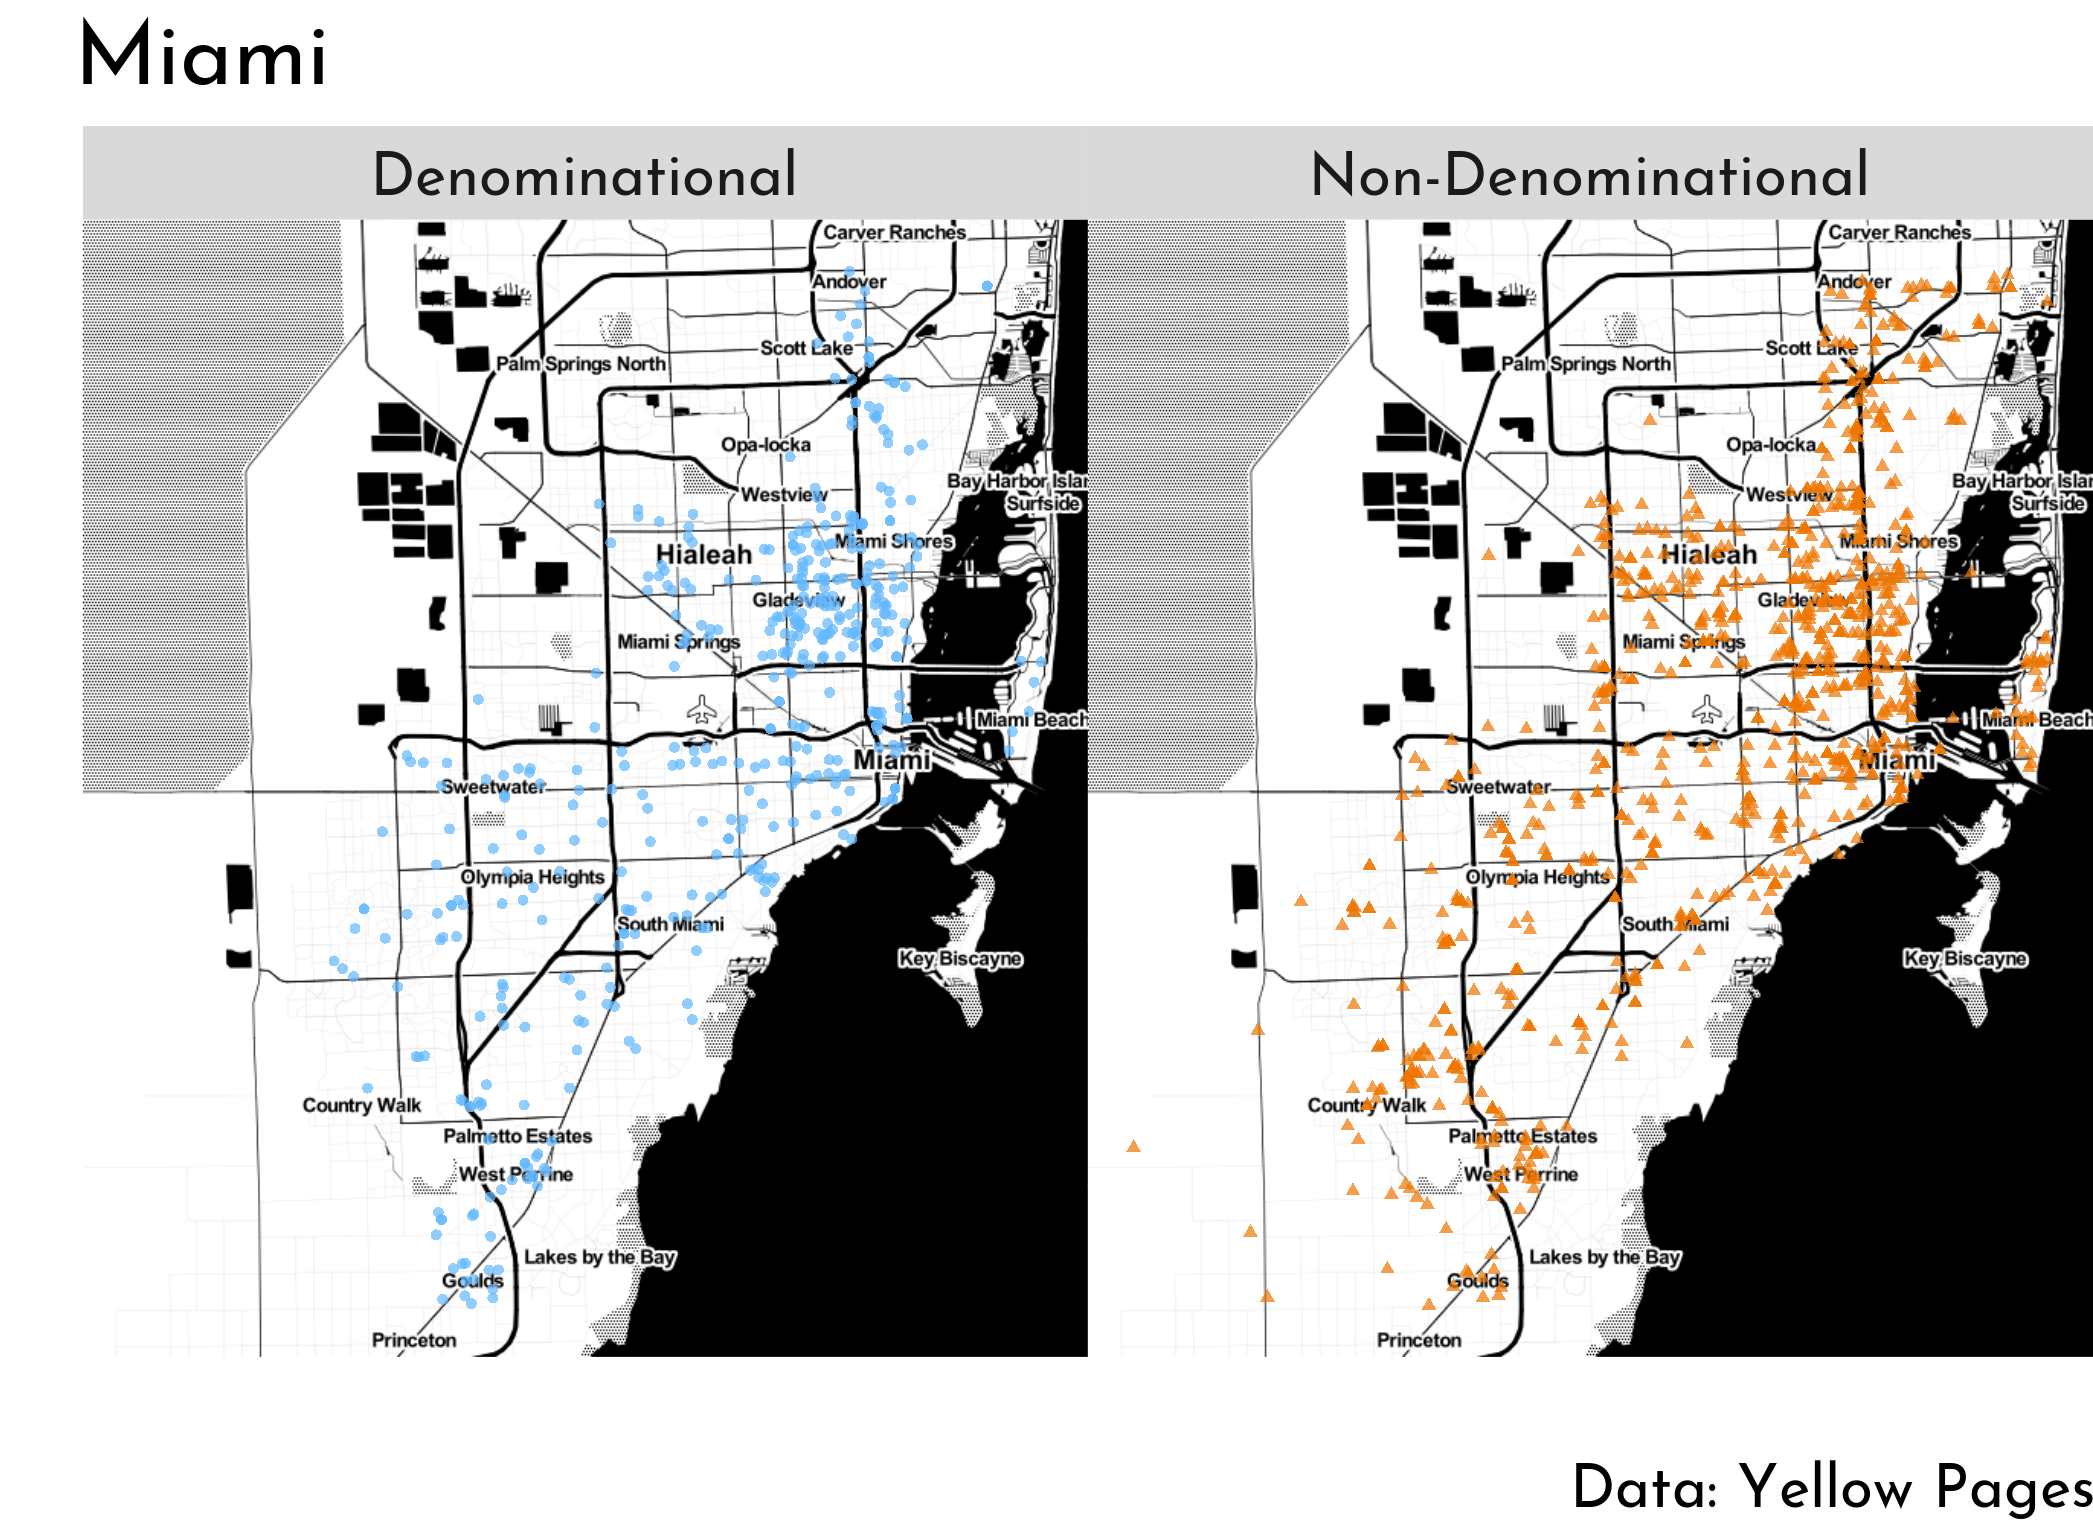 Miami
Denominational
Non-Denominational
Carver Ranches
Andover
Scott Lake
Palm Springs North
Opa-locka
Westview
Bay Harbor Islan
Surfside
Miami Shores
Hialeah
Gladeview
Miami Springs
Miami Beach
Miami
Sweetwater
Olympia Heights
South Miami
Key Biscayne
Country Walk
Palmetto Estates
West Perrine
Lakes by the Bay
Goulds
Princeton
Carver Ranches
Andover
Scott Lake
Palm Springs North
Opa-locka
Westview
Bay Harbor Islar
Surfside
Miami Shores
Hialeah
Gladeview
Miami Springs
Miami Beach
Miami
Sweetwater
Olympia Heights
South Miami
Key Biscayne
Country Walk
Palmetto Estates
West Perrine
Lakes by the Bay
Goulds
Princeton
Data: Yellow Pages